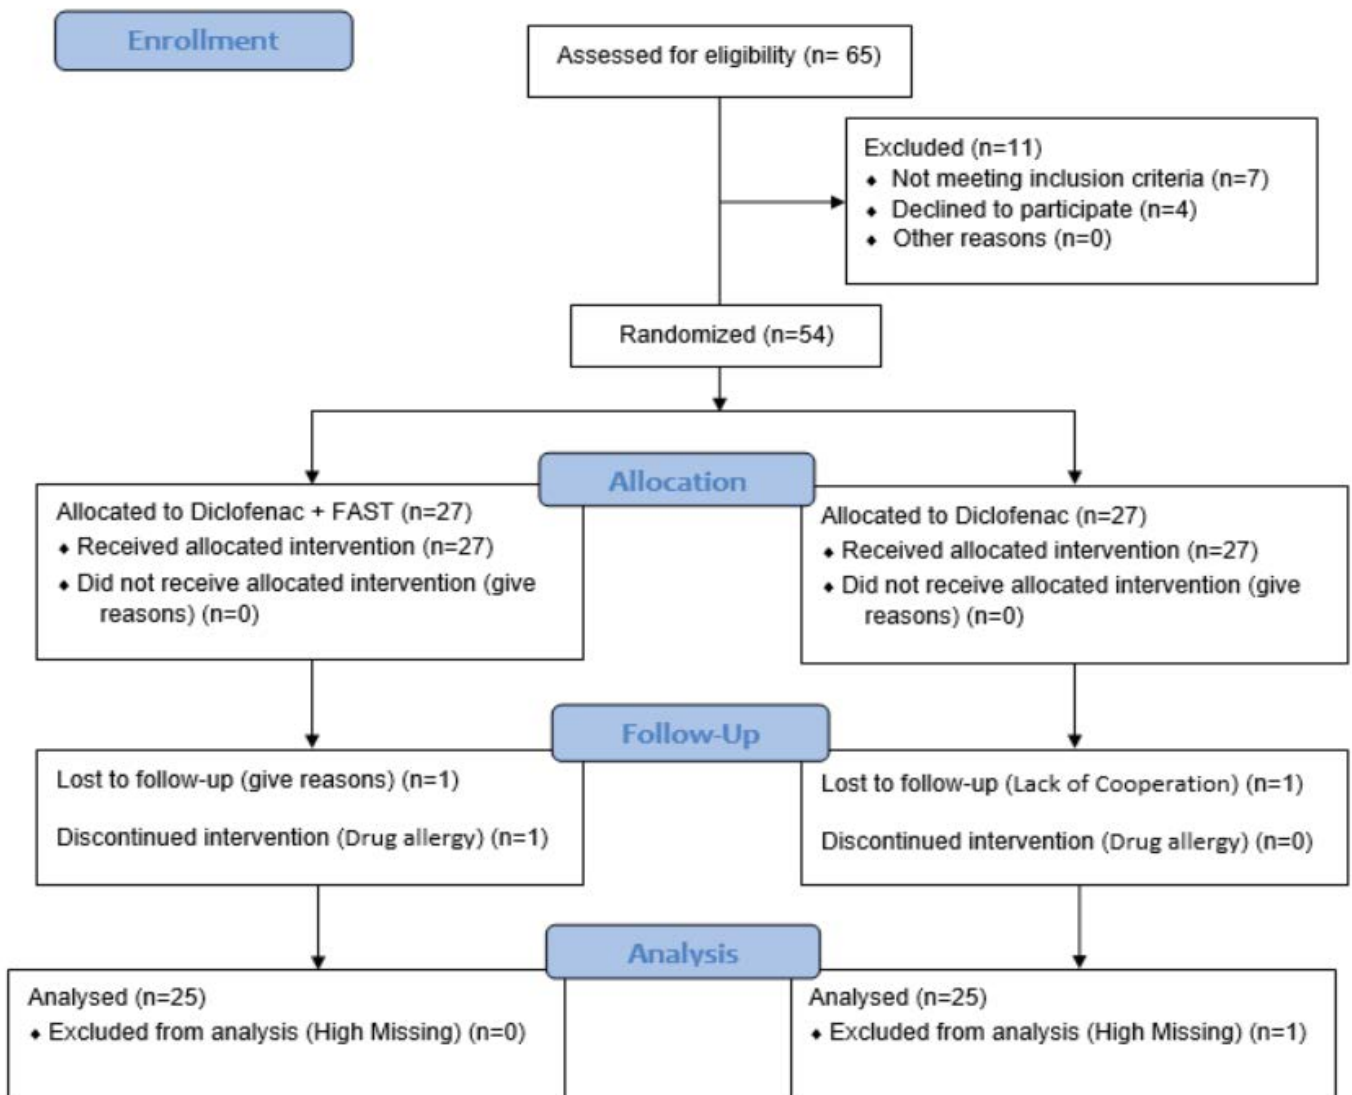 Enrollment
Assessed for eligibility (n= 65)
Excluded (n=11)
⬧ Not meeting inclusion criteria (n=7)
⬧ Declined to participate (n=4)
⬧ Other reasons (n=0)
Randomized (n=54)
Allocation
Allocated to Diclofenac + FAST (n=27)
⬧ Received allocated intervention (n=27)
⬧ Did not receive allocated intervention (give
reasons) (n=0)
Allocated to Diclofenac (n=27)
⬧ Received allocated intervention (n=27)
⬧ Did not receive allocated intervention (give
reasons) (n=0)
Follow-Up
Lost to follow-up (give reasons) (n=1)
Discontinued intervention (Drug allergy) (n=1)
Lost to follow-up (Lack of Cooperation) (n=1)
Discontinued intervention (Drug allergy) (n=0)
Analysis
Analysed (n=25)
⬧ Excluded from analysis (High Missing) (n=0)
Analysed (n=25)
⬧ Excluded from analysis (High Missing) (n=1)